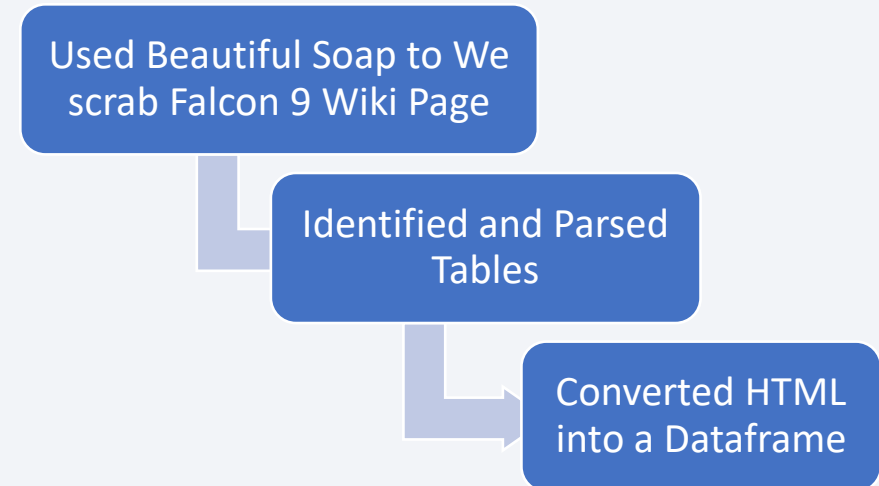 Used Beautiful Soap to We
scrab Falcon 9 Wiki Page
Identified and Parsed
Tables
Converted HTML
into a Dataframe